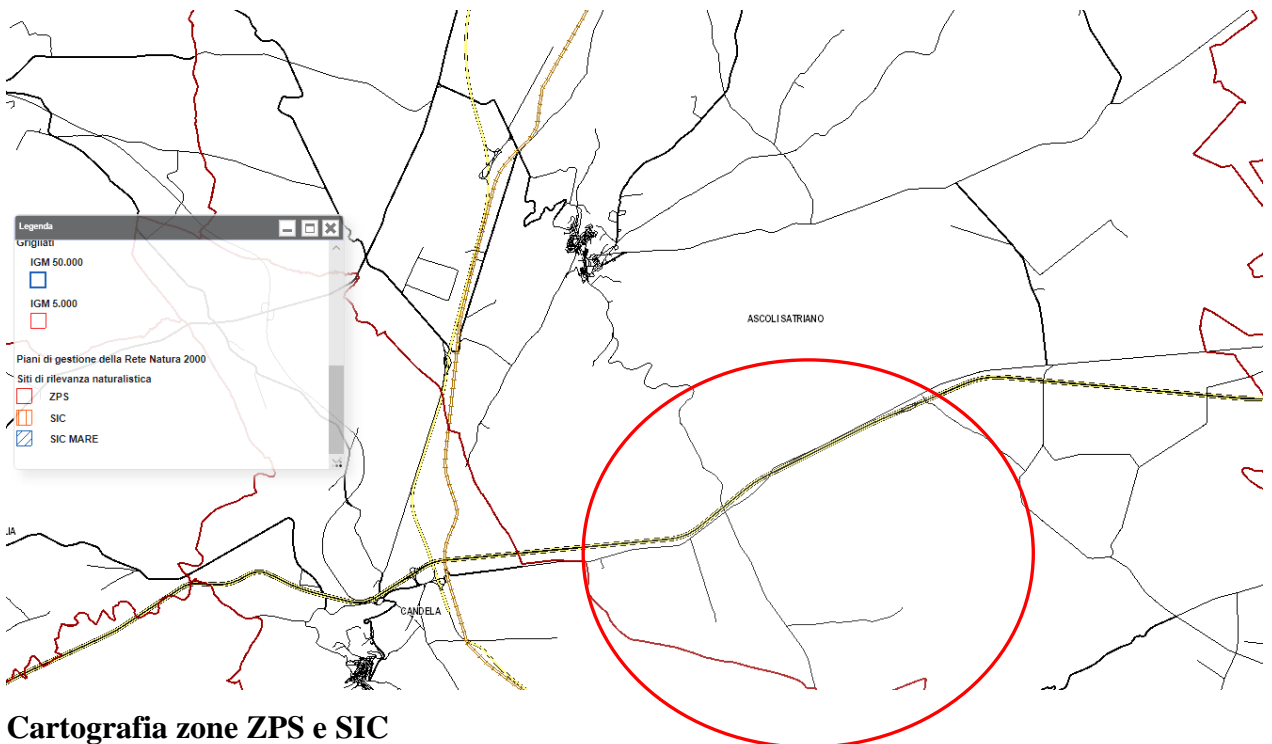 Legenda
Grigliati
IGM 50.000
IGM 5.000
Piani di gestione della Rete Natura 2000
Siti di rilevanza naturalistica
ZPS
SIC
SIC MARE
ASCOLI SATRIANO
LIA
CANDELA
Cartografia zone ZPS e SIC